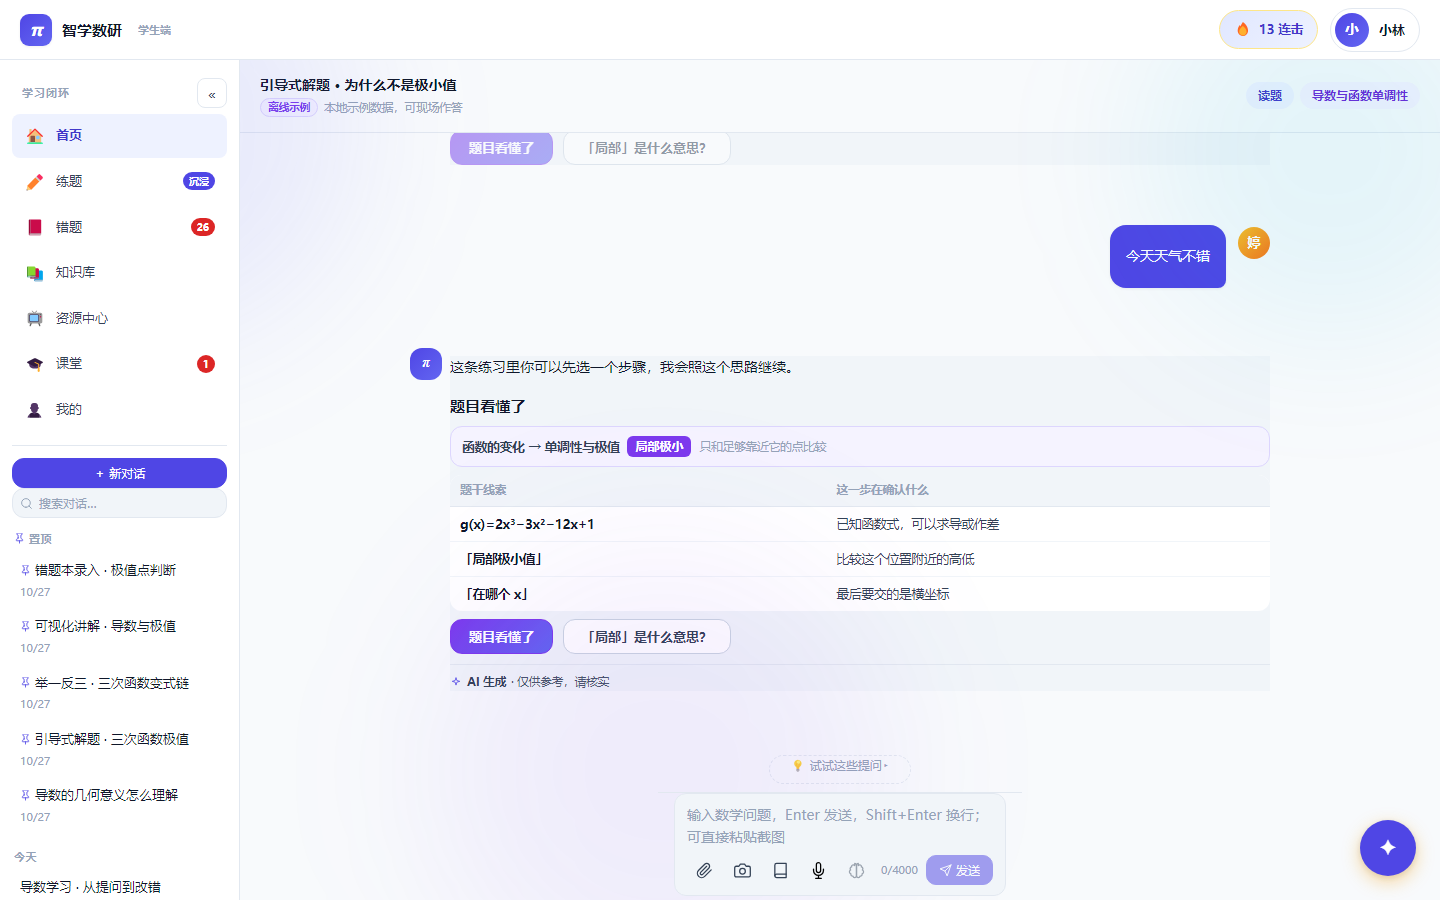 π 智学数研 学生端
13 连击
小 小林
学习闭环 «
首页
练题 沉浸
错题 26
知识库
资源中心
课堂 1
我的
+ 新对话
搜索对话...
置顶
错题本录入 · 极值点判断
10/27
可视化讲解 · 导数与极值
10/27
举一反三 · 三次函数变式链
10/27
引导式解题 · 三次函数极值
10/27
导数的几何意义怎么理解
10/27
今天
导数学习 · 从提问到改错
引导式解题 • 为什么不是极小值
离线示例 本地示例数据，可现场作答
读题 导数与函数单调性
题目看懂了 「局部」是什么意思？
今天天气不错 婷
π 这条练习里你可以先选一个步骤，我会照这个思路继续。
题目看懂了
函数的变化 → 单调性与极值 局部极小 只和足够靠近它的点比较
题干线索 这一步在确认什么
g(x)=2x³−3x²−12x+1 已知函数式，可以求导或作差
「局部极小值」 比较这个位置附近的高低
「在哪个 x」 最后要交的是横坐标
题目看懂了 「局部」是什么意思？
AI 生成 · 仅供参考，请核实
试试这些提问
输入数学问题，Enter 发送，Shift+Enter 换行；
可直接粘贴截图
0/4000 发送